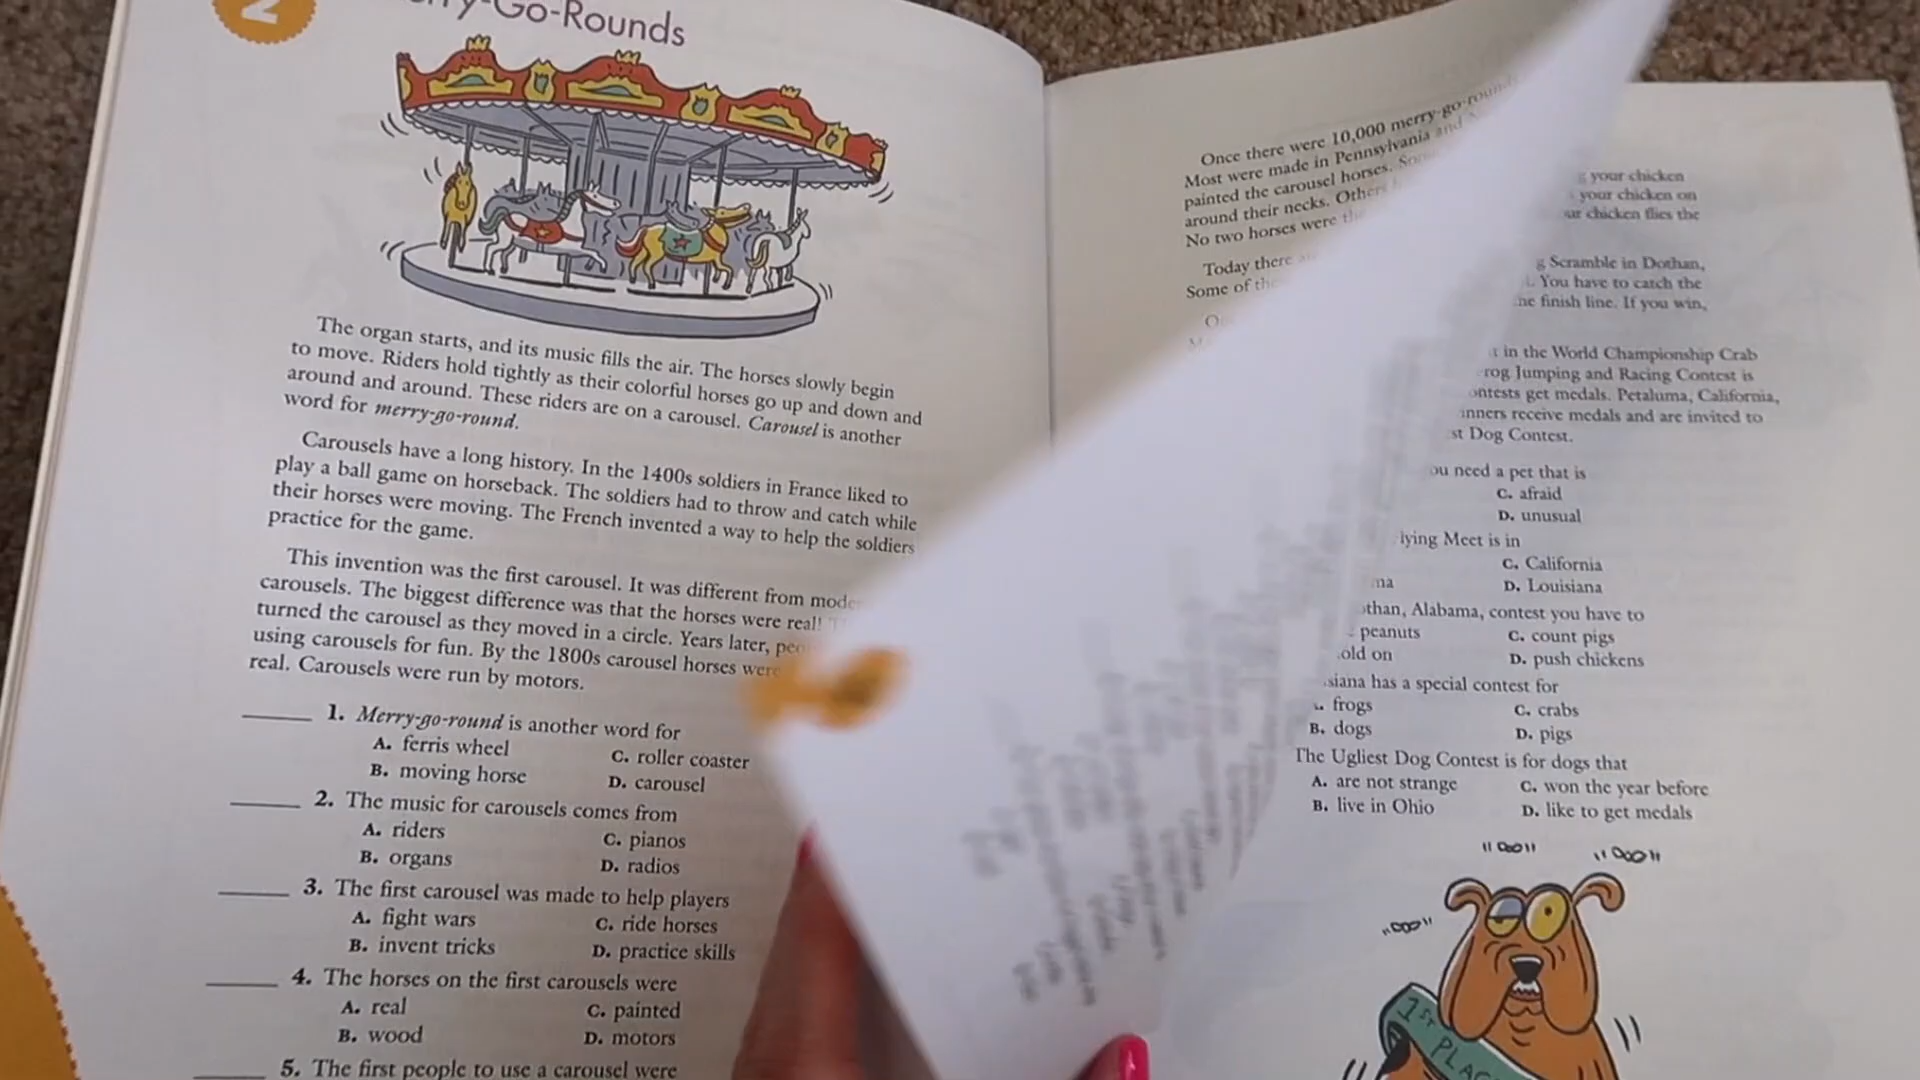 2
Go-Rounds
The organ starts, and its music fills the air. The horses slowly begin
to move. Riders hold tightly as their colorful horses go up and down and
around and around. These riders are on a carousel. Carousel is another
word for merry-go-round.
Carousels have a long history. In the 1400s soldiers in France liked to
play a ball game on horseback. The soldiers had to throw and catch while
their horses were moving. The French invented a way to help the soldiers
practice for the game.
This invention was the first carousel. It was different from
carousels. The biggest difference was that the horses were real!
turned the carousel as they moved in a circle. Years later,
using carousels for fun. By the 1800s carousel horses were
real. Carousels were run by motors.
1. Merry-go-round is another word for
A. ferris wheel C. roller coaster
B. moving horse D. carousel
2. The music for carousels comes from
A. riders C. pianos
B. organs D. radios
3. The first carousel was made to help players
A. fight wars C. ride horses
B. invent tricks D. practice skills
4. The horses on the first carousels were
A. real C. painted
B. wood D. motors
5. The first people to use a carousel were
Once there were 10,000 merry-go-rounds
Most were made in Pennsylvania and
painted the carousel horses.
around their necks. Others
No two horses were
Today there
Some of
your chicken
your chicken on
chicken flies the
Scramble in Dothan,
You have to catch the
finish line. If you win,
in the World Championship Crab
Jumping and Racing Contest is
get medals. Petaluma, California,
receive medals and are invited to
Dog Contest.
you need a pet that is
C. afraid
D. unusual
Meet is in
C. California
D. Louisiana
Alabama, contest you have to
peanuts C. count pigs
on D. push chickens
has a special contest for
frogs C. crabs
B. dogs D. pigs
The Ugliest Dog Contest is for dogs that
A. are not strange C. won the year before
B. live in Ohio D. like to get medals
1ST PLACE